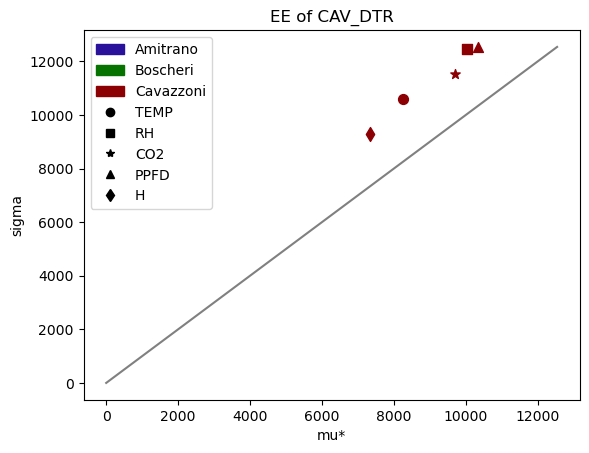 EE of CAV_DTR
Amitrano
Boscheri
Cavazzoni
TEMP
RH
CO2
PPFD
H
12000
10000
8000
6000
4000
2000
0
sigma
0 2000 4000 6000 8000 10000 12000
mu*